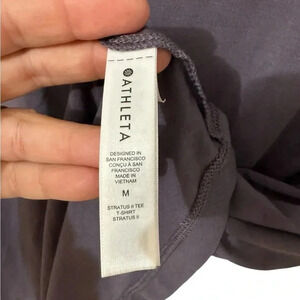 ATHLETA
DESIGNED IN
SAN FRANCISCO
CONÇU À SAN
FRANCISCO
MADE IN
VIETNAM
M
STRATUS II TEE
T-SHIRT
STRATUS II